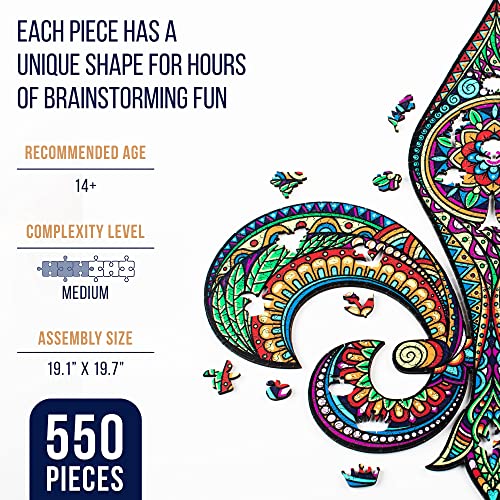 EACH PIECE HAS A
UNIQUE SHAPE FOR HOURS
OF BRAINSTORMING FUN
RECOMMENDED AGE
14+
COMPLEXITY LEVEL
MEDIUM
ASSEMBLY SIZE
19.1" X 19.7"
550
PIECES